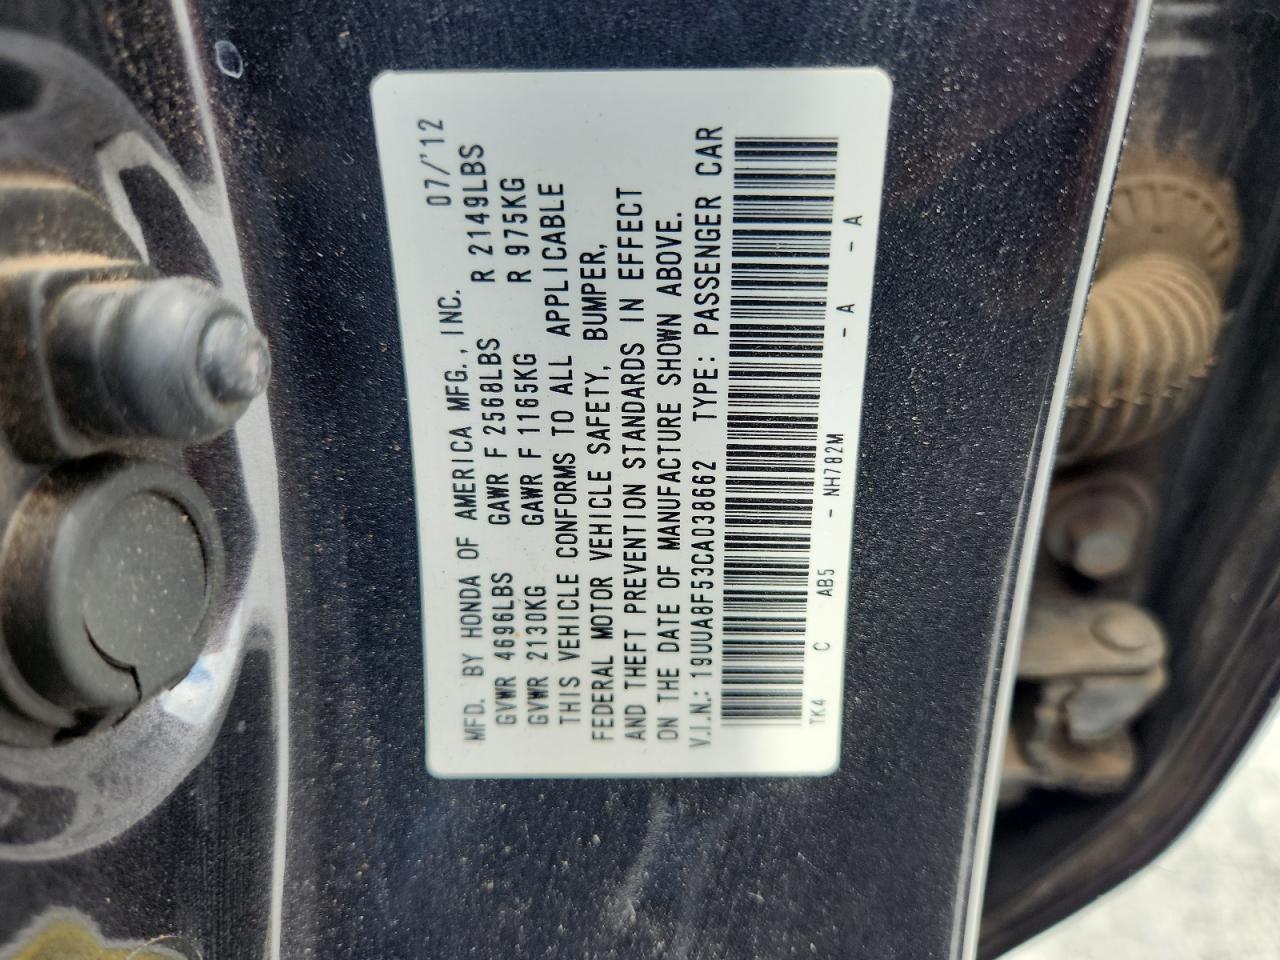 MFD. BY HONDA OF AMERICA MFG., INC. 07/'12
GVWR 4696LBS GAWR F 2568LBS R 2149LBS
GVWR 2130KG GAWR F 1165KG R 975KG
THIS VEHICLE CONFORMS TO ALL APPLICABLE
FEDERAL MOTOR VEHICLE SAFETY, BUMPER,
AND THEFT PREVENTION STANDARDS IN EFFECT
ON THE DATE OF MANUFACTURE SHOWN ABOVE.
V.I.N.: 19UUA8F53CA038662 TYPE: PASSENGER CAR
TK4 C AB5 - NH782M - A - A